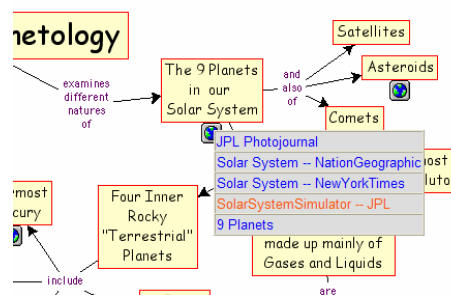 netology
Satellites
The 9 Planets
in our
Solar System
examines
different
natures
of
and
also
of
Asteroids
Comets
JPL Photojournal
Solar System -- NationGeographic
Solar System -- NewYorkTimes
SolarSystemSimulator -- JPL
9 Planets
ost
luto
rmost
cury
Four Inner
Rocky
"Terrestrial"
Planets
made up mainly of
Gases and Liquids
include
are